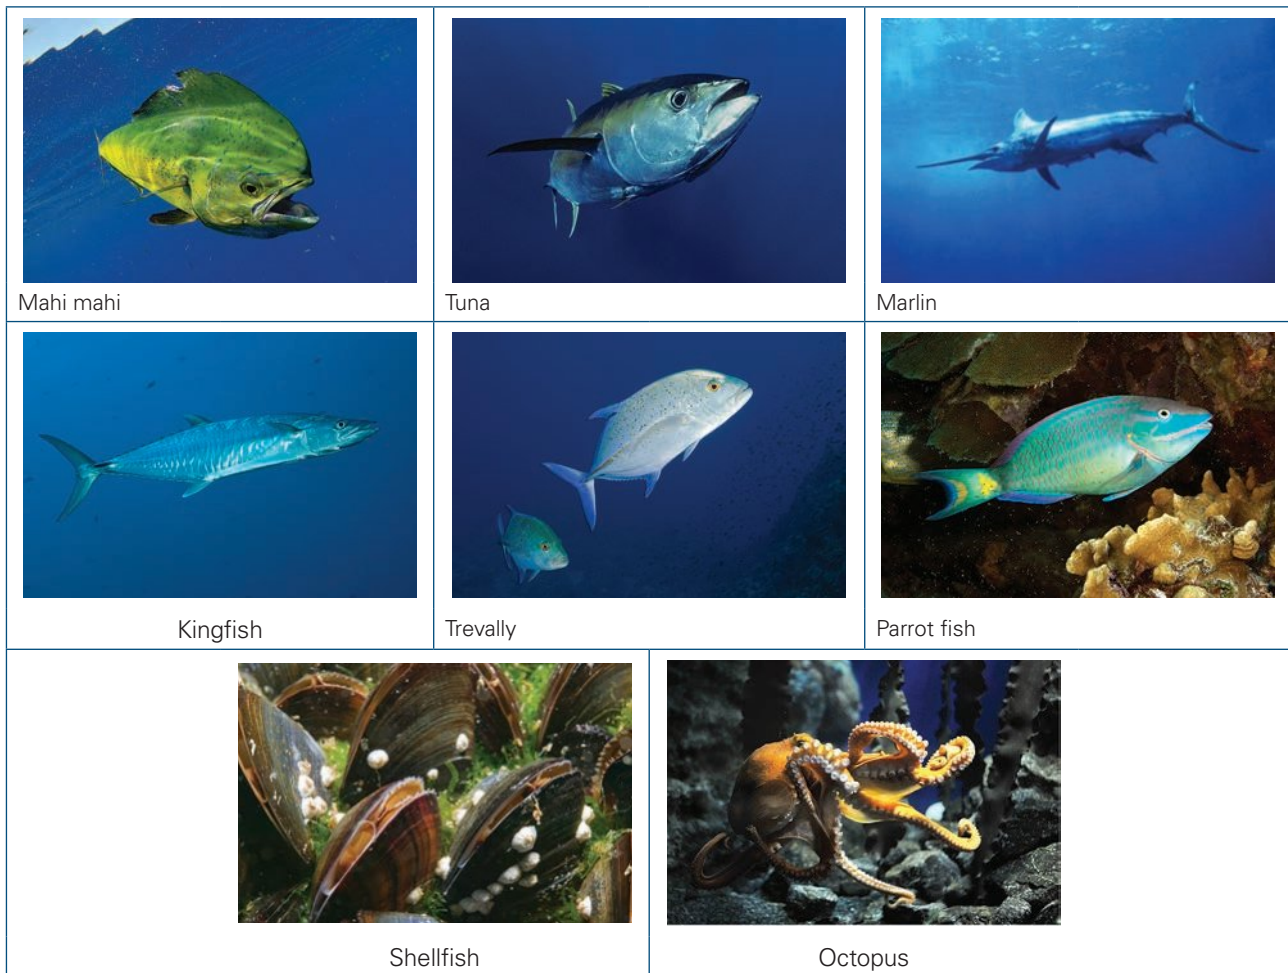 Mahi mahi
Tuna
Marlin
Kingfish
Trevally
Parrot fish
Shellfish
Octopus